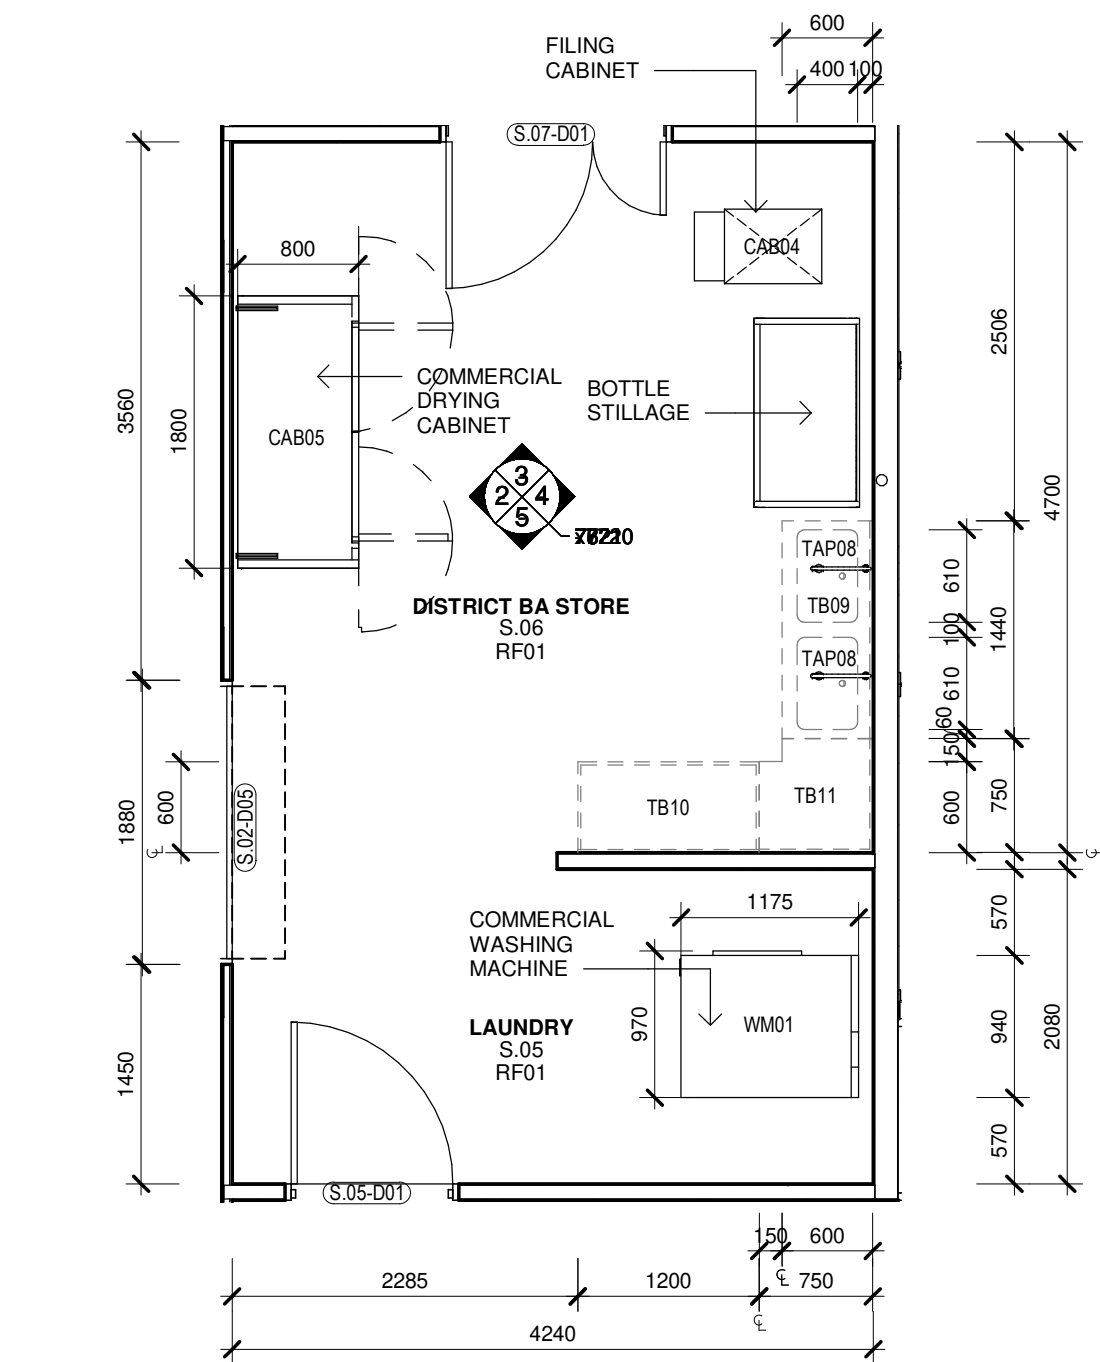 600
FILING
CABINET
400
100
S.07-D01
800
CAB04
2506
3560
1800
COMMERCIAL
DRYING
CABINET
BOTTLE
STILLAGE
CAB05
3
2
4
5
4700
TAP08
610
TB09
DISTRICT BA STORE
S.06
RF01
100
1440
TAP08
610
60
150
600
1880
S.02-D05
TB10
TB11
600
750
℄
℄
1175
COMMERCIAL
WASHING
MACHINE
570
970
WM01
LAUNDRY
S.05
RF01
940
2080
1450
570
S.05-D01
150
600
2285
1200
℄
750
℄
4240